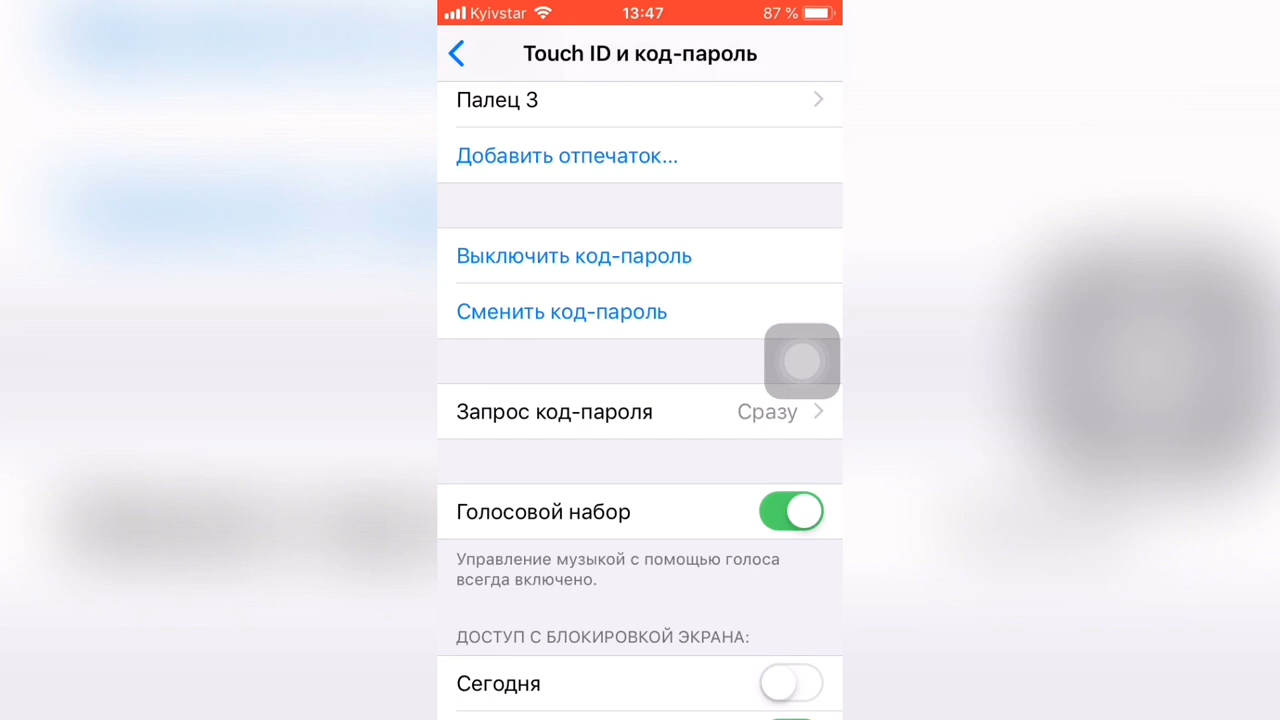 Kyivstar 13:47 87 %
Touch ID и код-пароль
Палец 3
Добавить отпечаток...
Выключить код-пароль
Сменить код-пароль
Запрос код-пароля Сразу
Голосовой набор
Управление музыкой с помощью голоса
всегда включено.
ДОСТУП С БЛОКИРОВКОЙ ЭКРАНА:
Сегодня